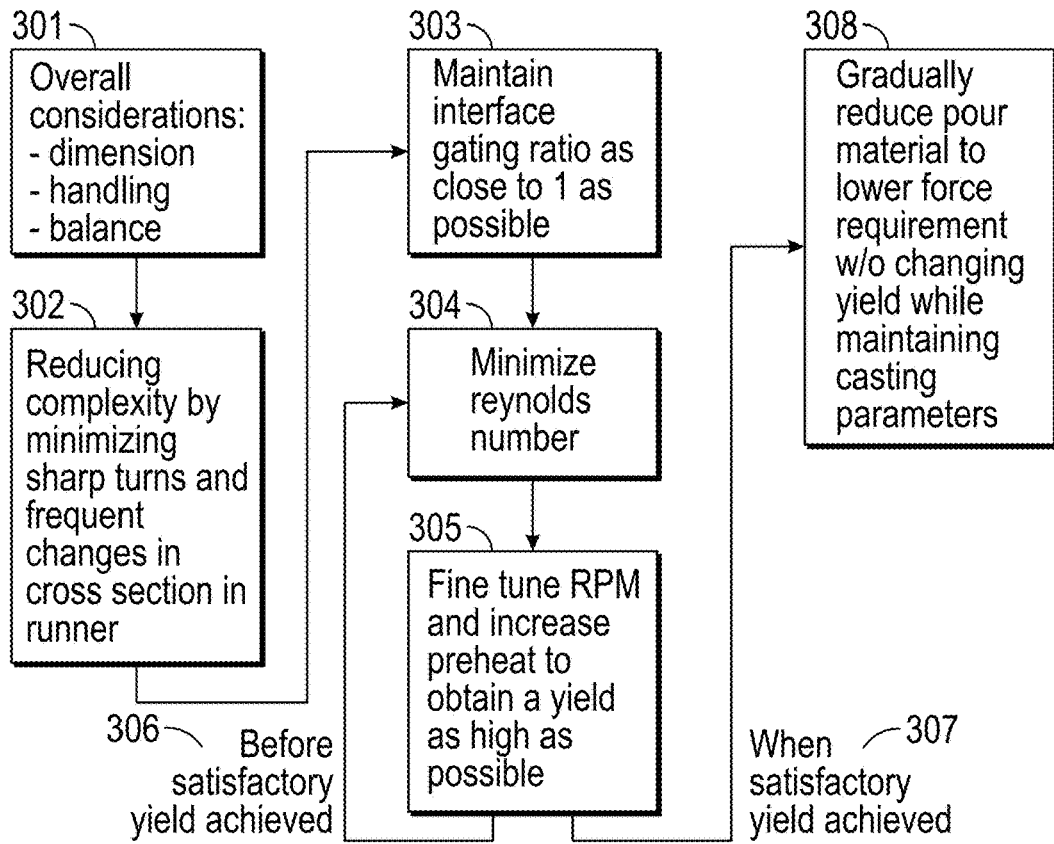 301
Overall
considerations:
- dimension
- handling
- balance
302
Reducing
complexity by
minimizing
sharp turns and
frequent
changes in
cross section in
runner
303
Maintain
interface
gating ratio as
close to 1 as
possible
304
Minimize
reynolds
number
305
Fine tune RPM
and increase
preheat to
obtain a yield
as high as
possible
306
Before
satisfactory
yield achieved
307
When
satisfactory
yield achieved
308
Gradually
reduce pour
material to
lower force
requirement
w/o changing
yield while
maintaining
casting
parameters